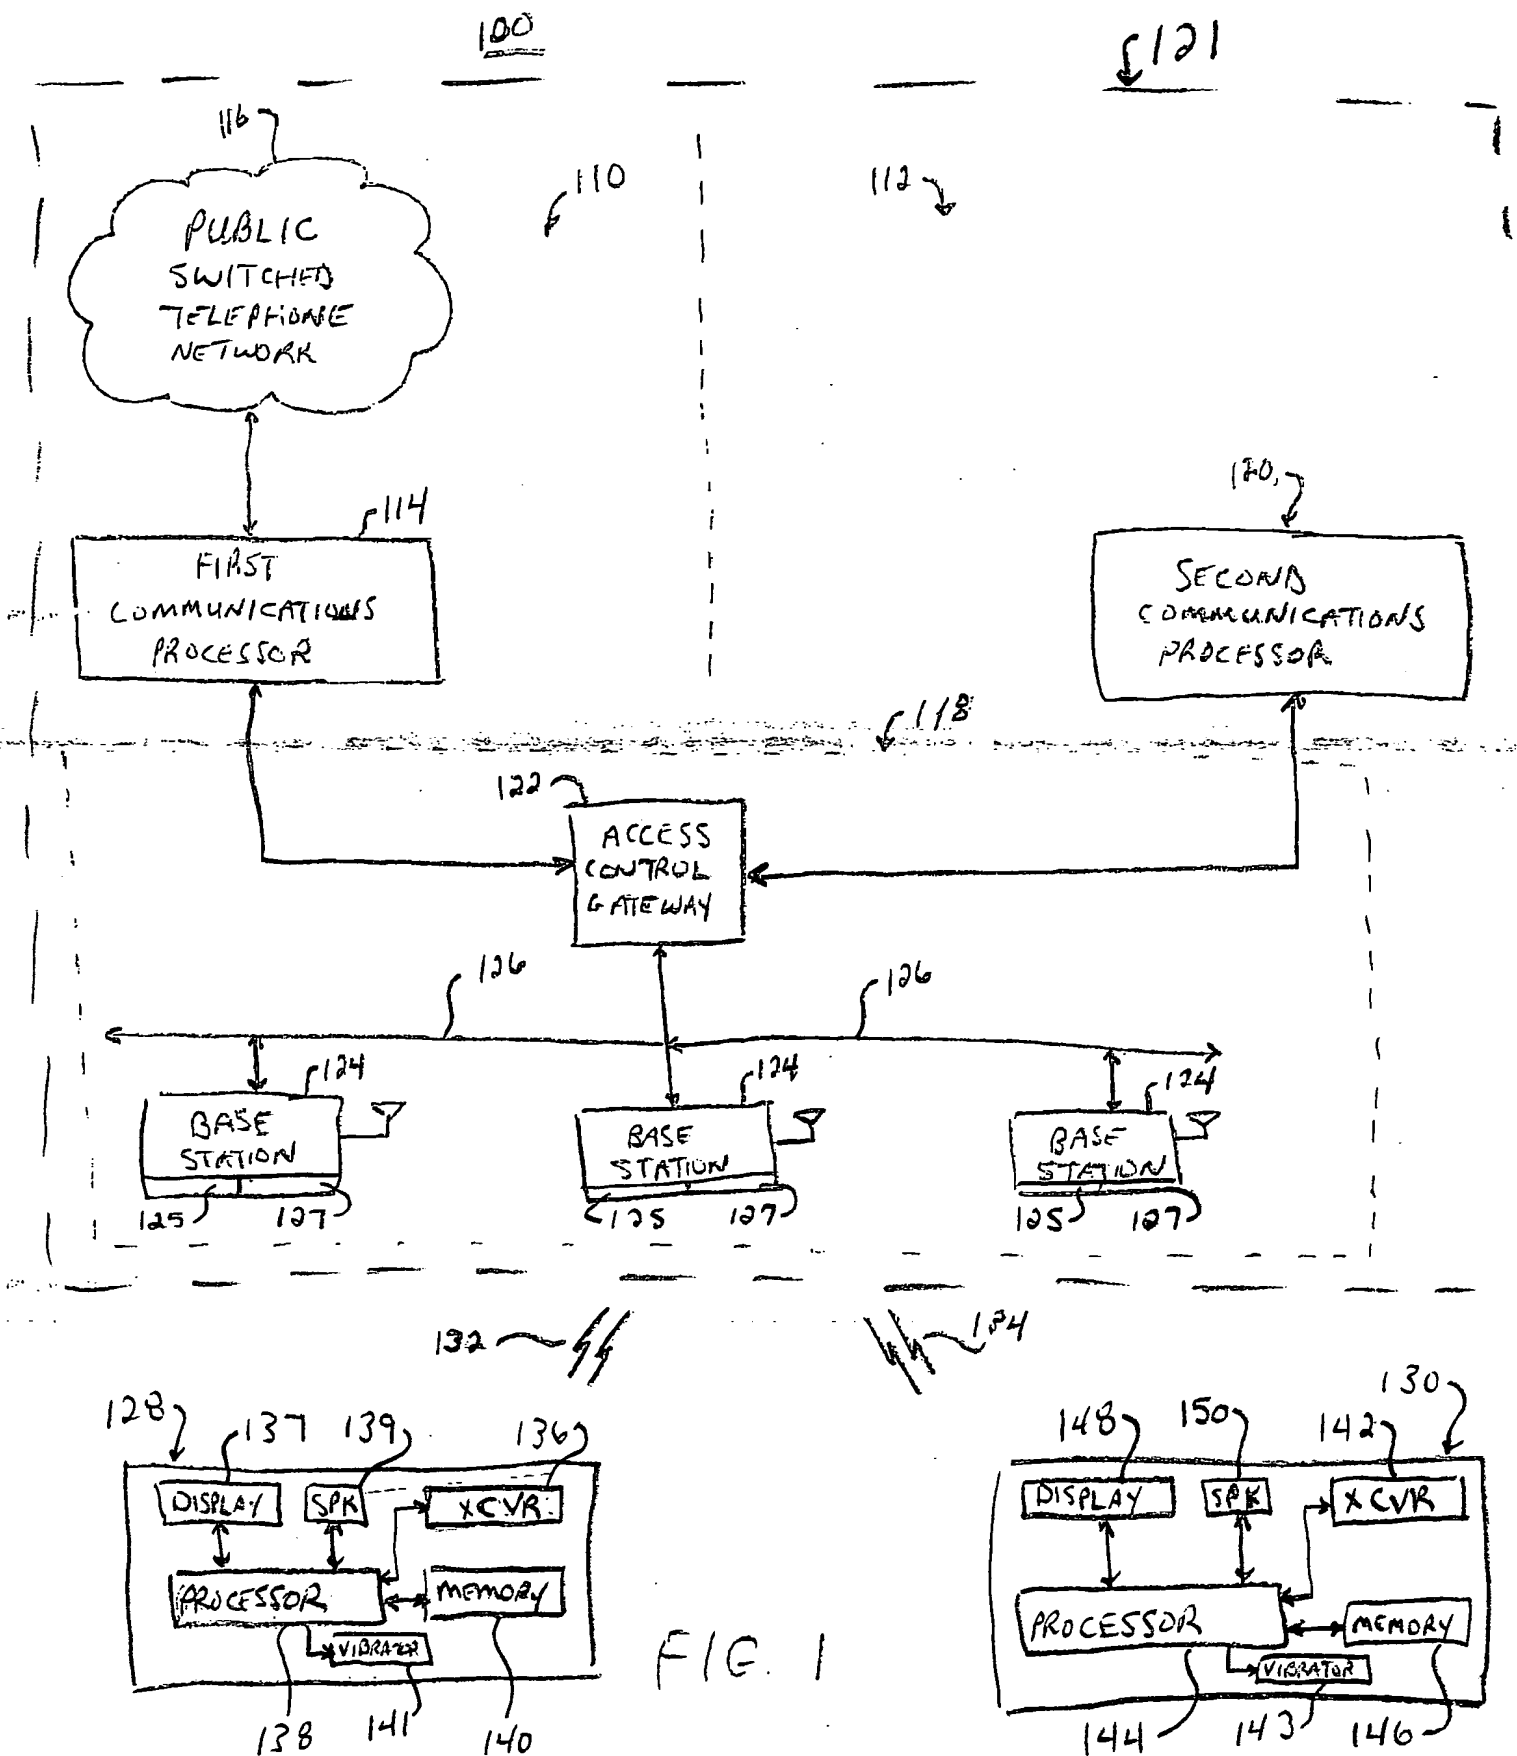 100
121
116
110
112
PUBLIC
SWITCHED
TELEPHONE
NETWORK
120
114
FIRST
COMMUNICATIONS
PROCESSOR
SECOND
COMMUNICATIONS
PROCESSOR
118
122
ACCESS
CONTROL
GATEWAY
126
126
124
124
124
BASE
STATION
BASE
STATION
BASE
STATION
125
127
125
127
125
127
132
134
128
137
139
136
130
148
150
142
DISPLAY
SPK
XCVR
DISPLAY
SPK
XCVR
PROCESSOR
MEMORY
PROCESSOR
MEMORY
VIBRATOR
VIBRATOR
FIG. 1
138
141
140
144
143
146